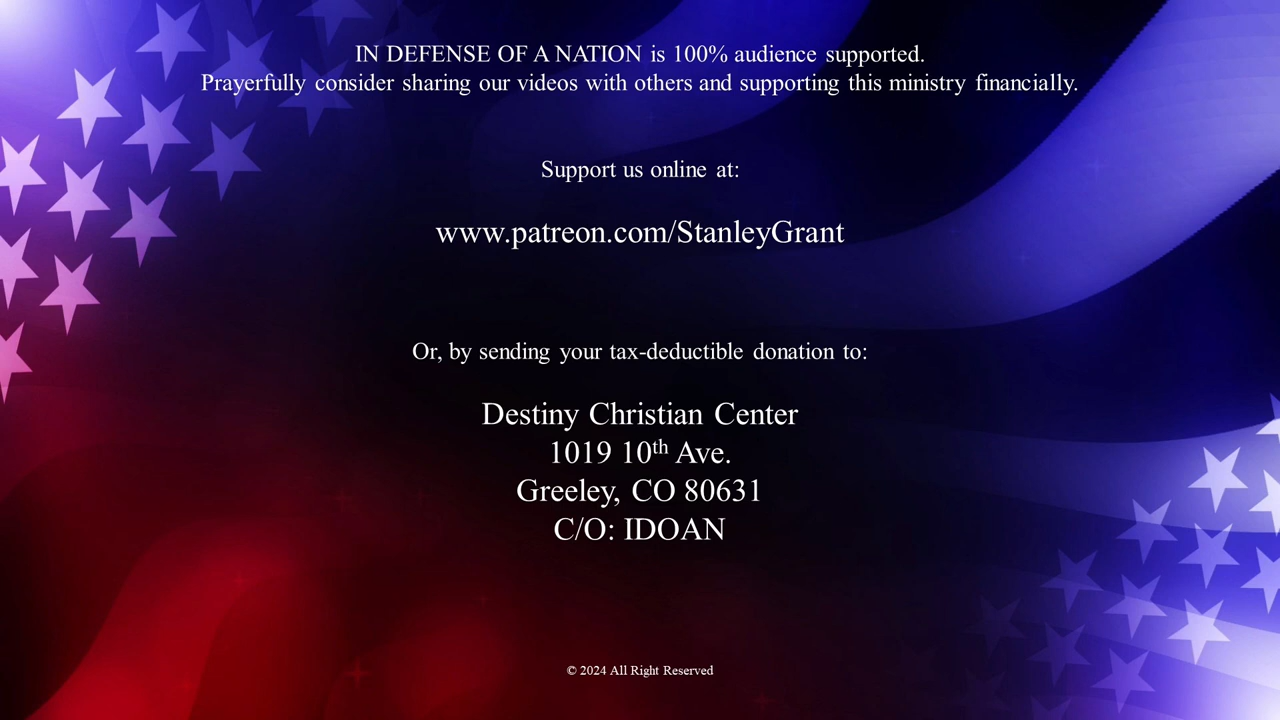 IN DEFENSE OF A NATION is 100% audience supported.
Prayerfully consider sharing our videos with others and supporting this ministry financially.
Support us online at:
www.patreon.com/StanleyGrant
Or, by sending your tax-deductible donation to:
Destiny Christian Center
1019 10th Ave.
Greeley, CO 80631
C/O: IDOAN
© 2024 All Right Reserved